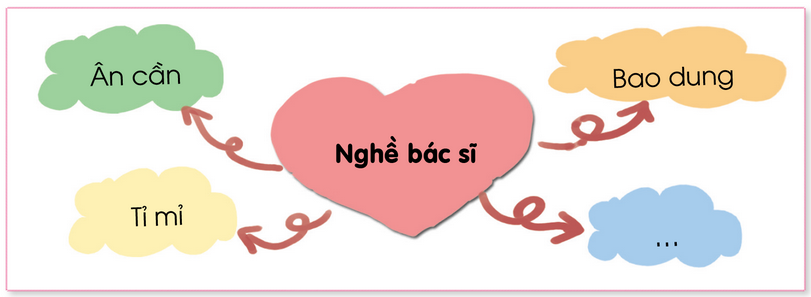 Ân cần
Bao dung
Nghề bác sĩ
Tỉ mỉ
...